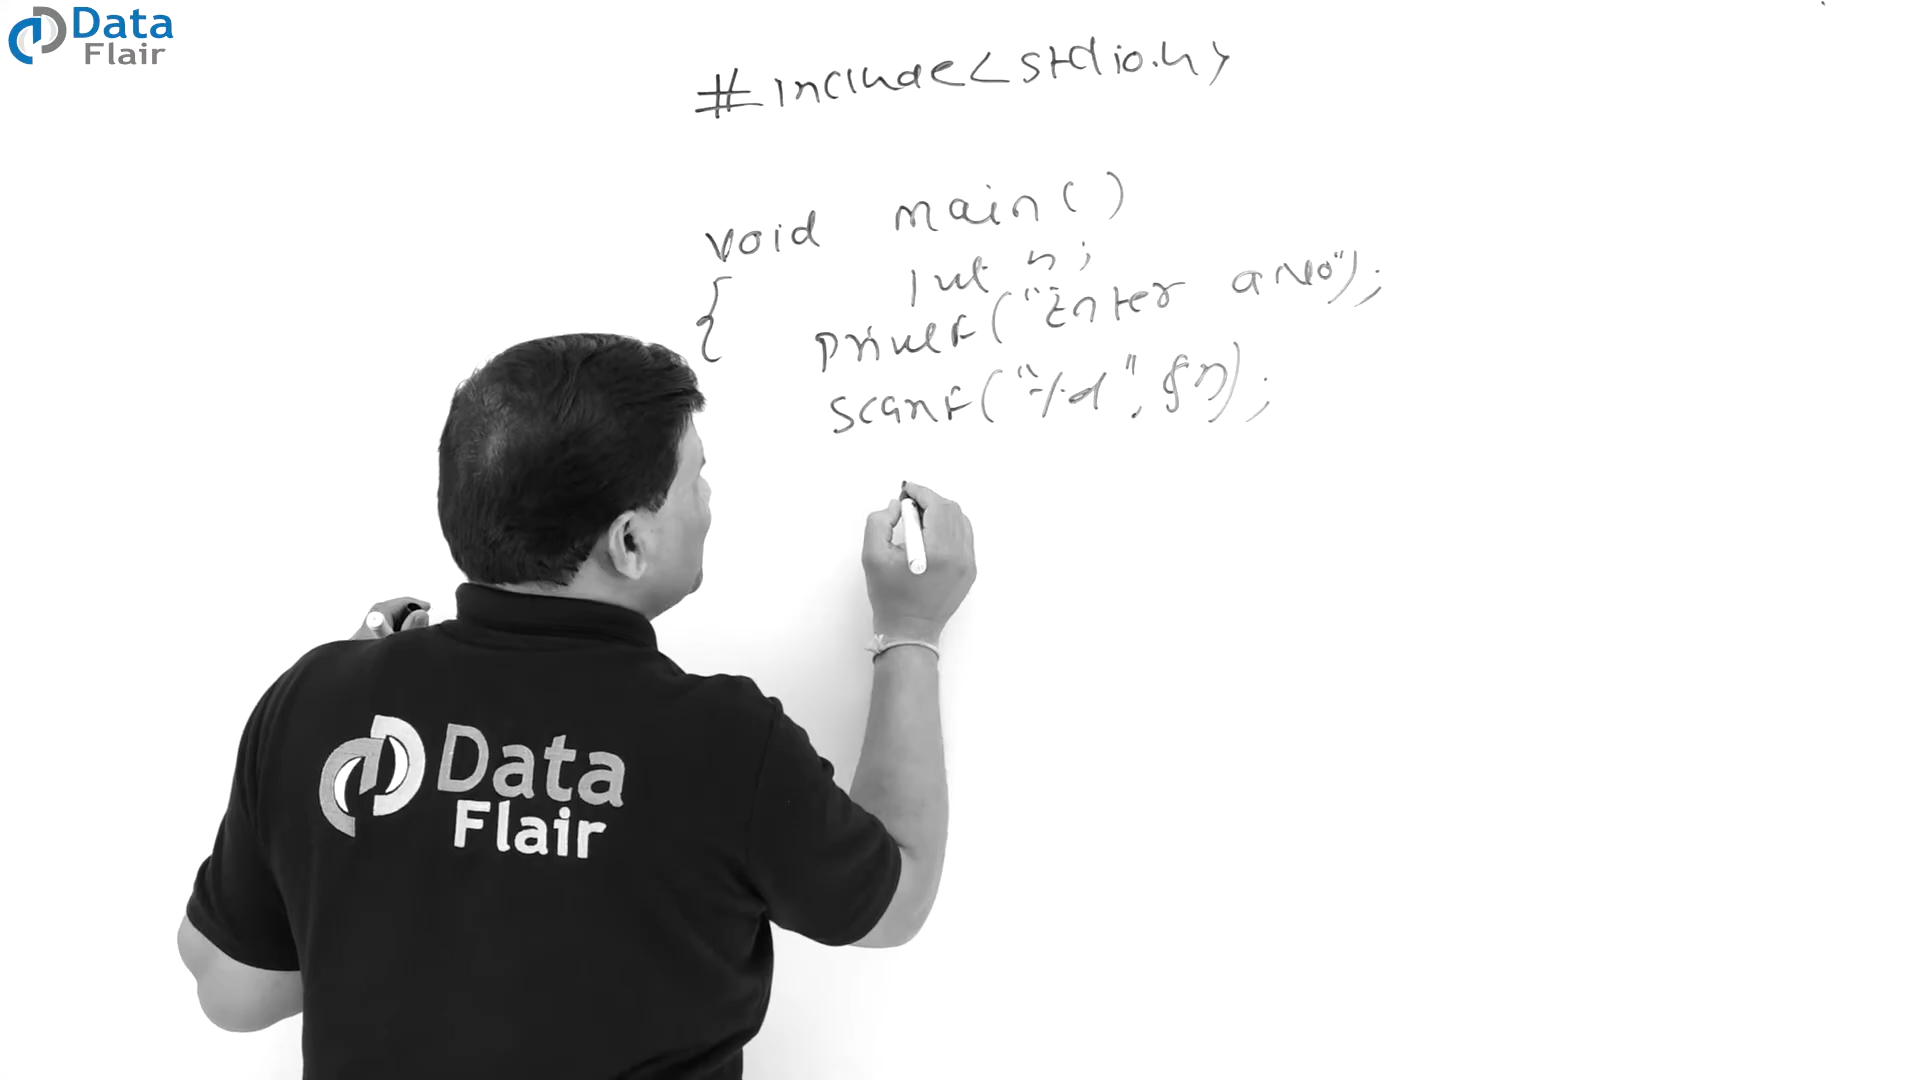 Data
Flair
#include<stdio.h>
void main()
{ int n;
printf("Enter a No");
scanf("%d",&n);
Data
Flair